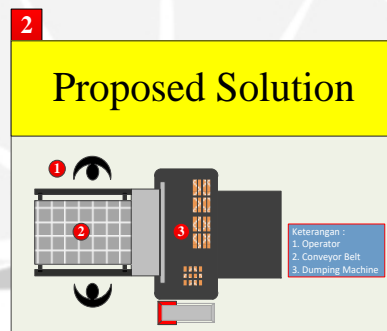 2
Proposed Solution
1
2
3
Keterangan :
1. Operator
2. Conveyor Belt
3. Dumping Machine